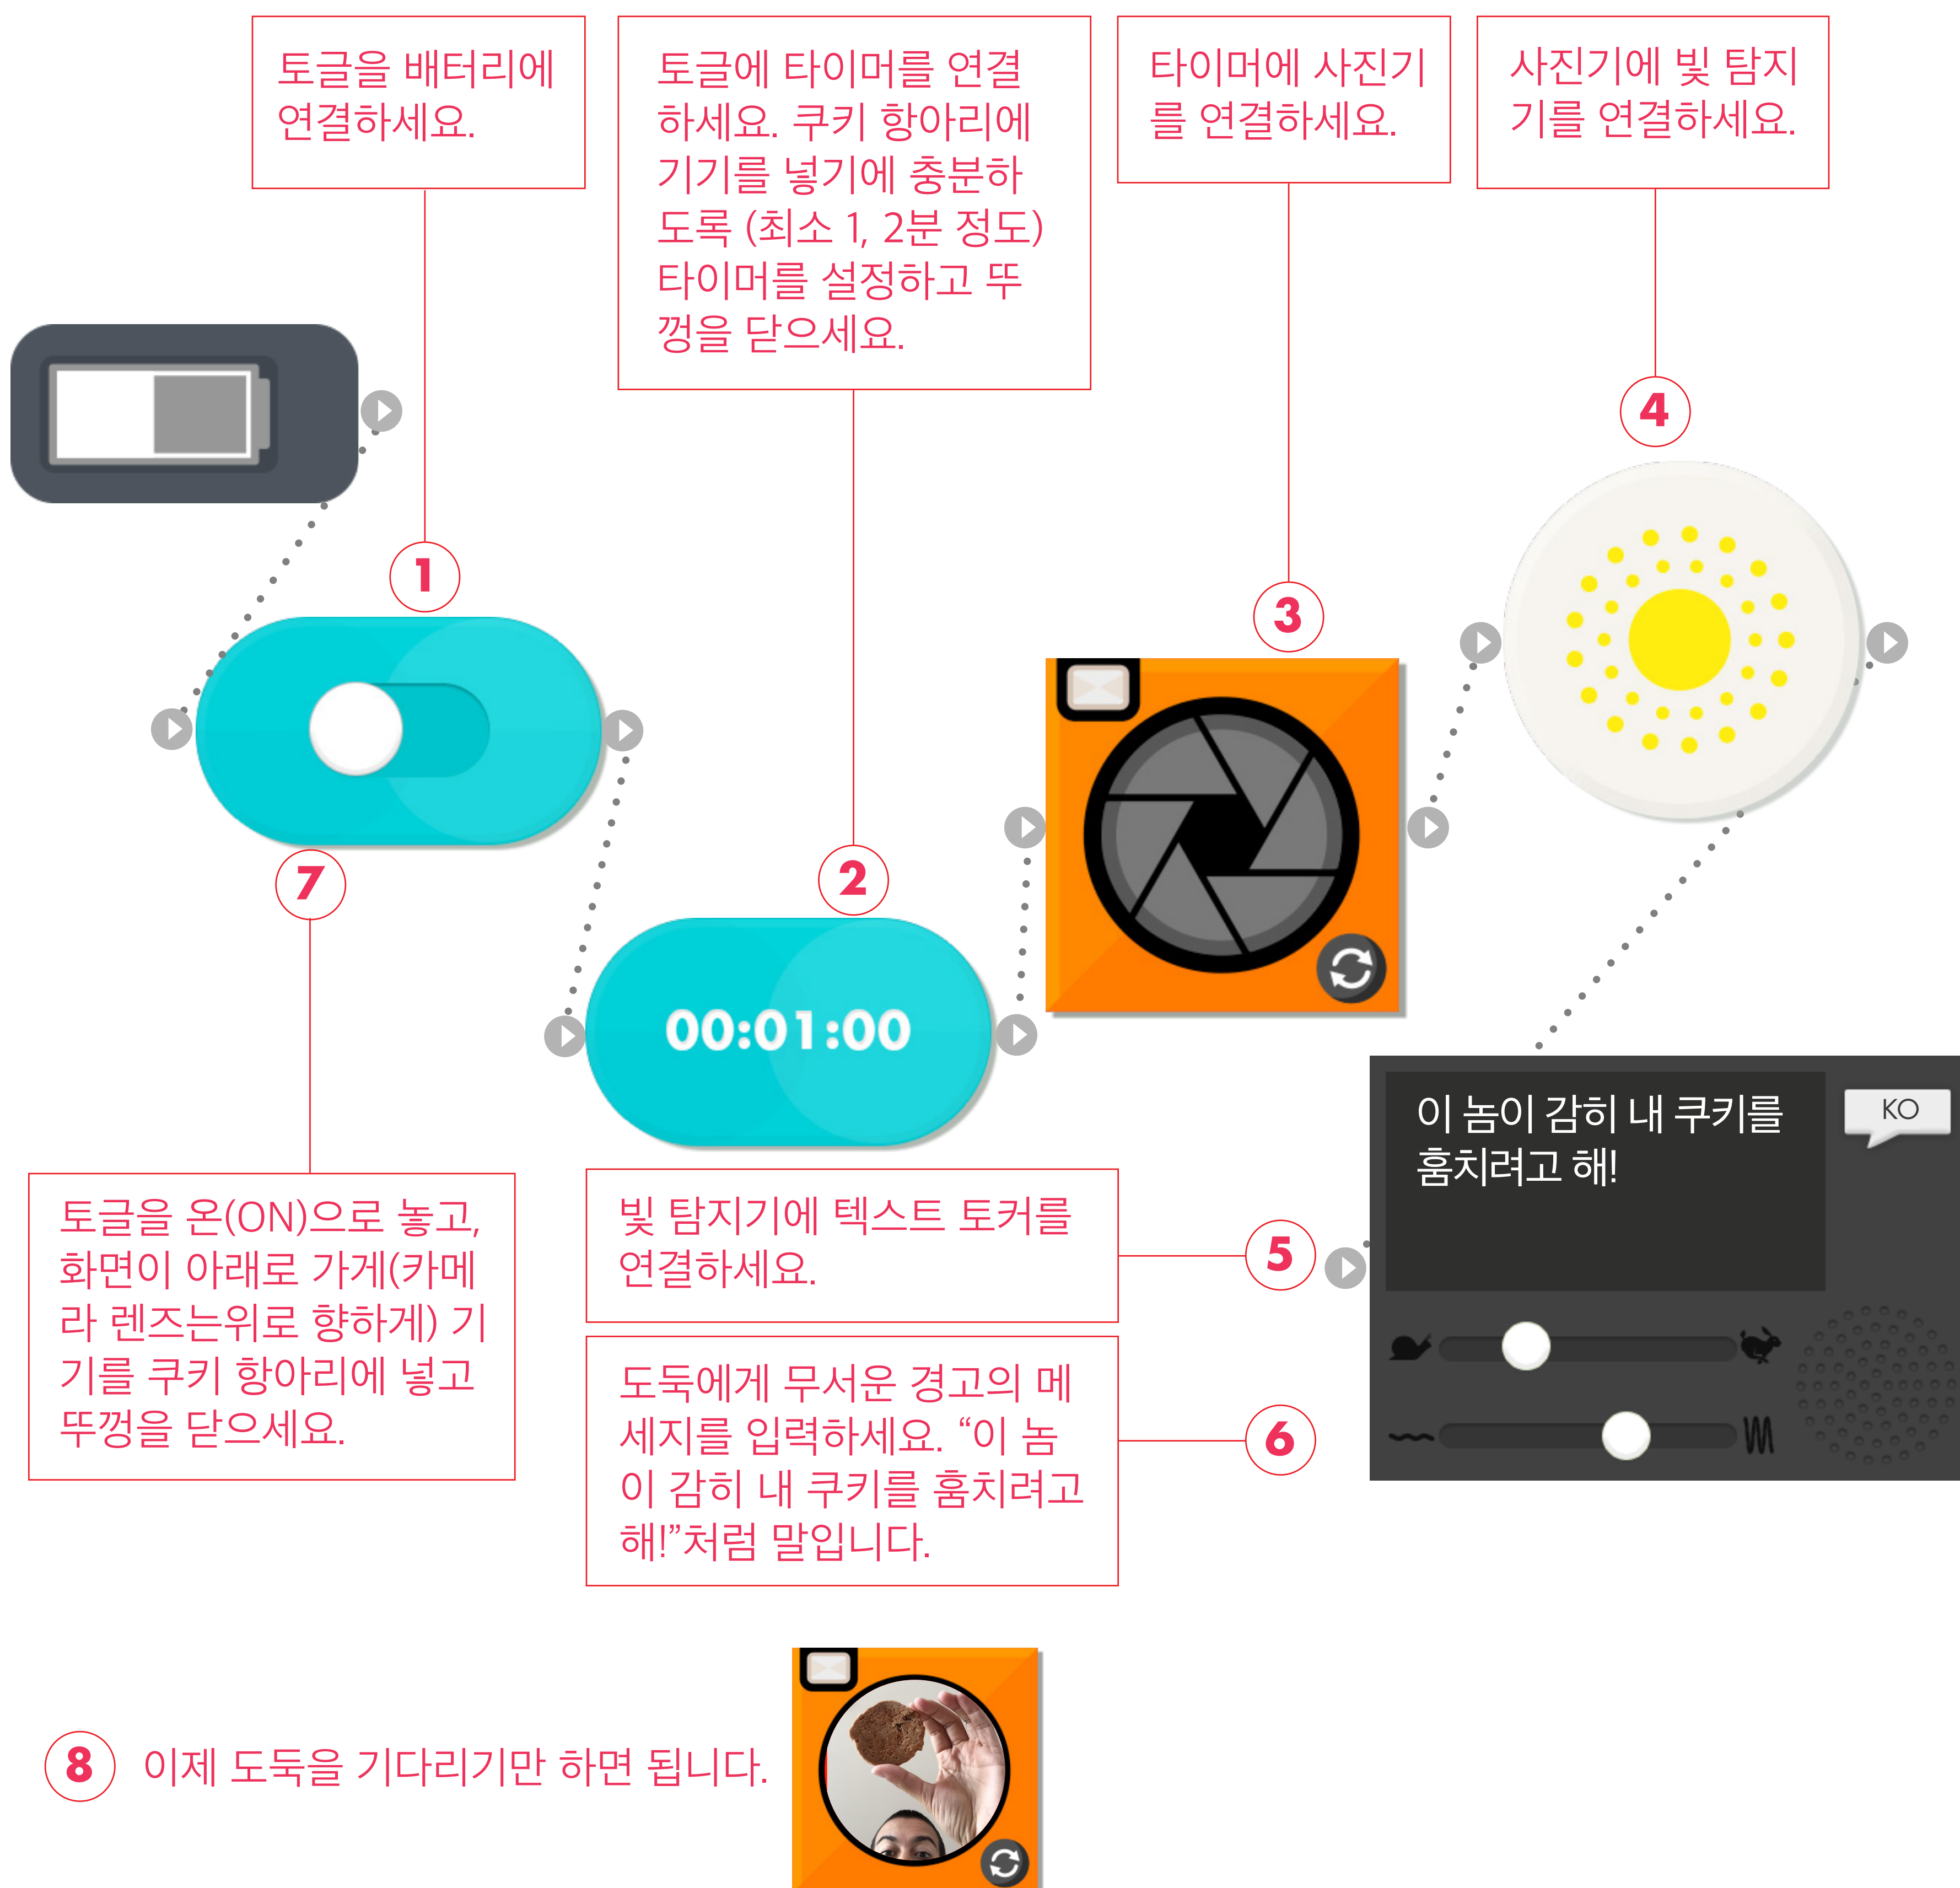 토글을 배터리에
연결하세요.
토글에 타이머를 연결
하세요. 쿠키 항아리에
기기를 넣기에 충분하
도록 (최소 1, 2분 정도)
타이머를 설정하고 뚜
껑을 닫으세요.
타이머에 사진기
를 연결하세요.
사진기에 빛 탐지
기를 연결하세요.
4
1
3
7
2
00:01:00
토글을 온(ON)으로 놓고,
화면이 아래로 가게(카메
라 렌즈는위로 향하게) 기
기를 쿠키 항아리에 넣고
뚜껑을 닫으세요.
빛 탐지기에 텍스트 토커를
연결하세요.
5
도둑에게 무서운 경고의 메
세지를 입력하세요. “이 놈
이 감히 내 쿠키를 훔치려고
해!”처럼 말입니다.
6
이 놈이 감히 내 쿠키를
훔치려고 해!
KO
8 이제 도둑을 기다리기만 하면 됩니다.